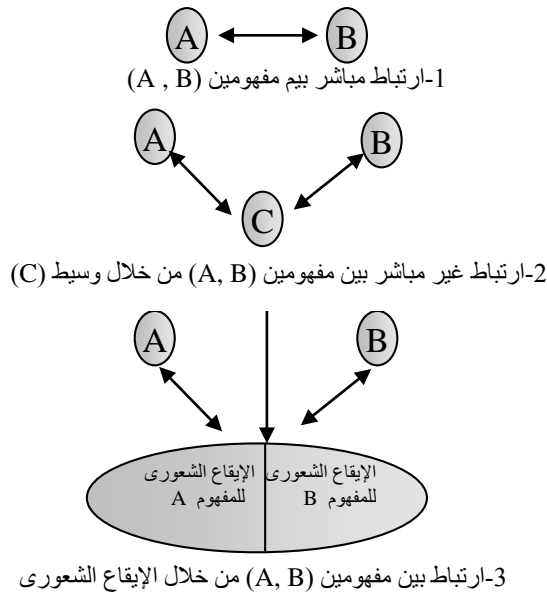 A B
1-ارتباط مباشر بيم مفهومين (A , B)
A B
C
2-ارتباط غير مباشر بين مفهومين (A, B) من خلال وسيط (C)
A B
الإيقاع الشعورى
للمفهوم A
الإيقاع الشعورى
للمفهوم B
3-ارتباط بين مفهومين (A, B) من خلال الإيقاع الشعورى